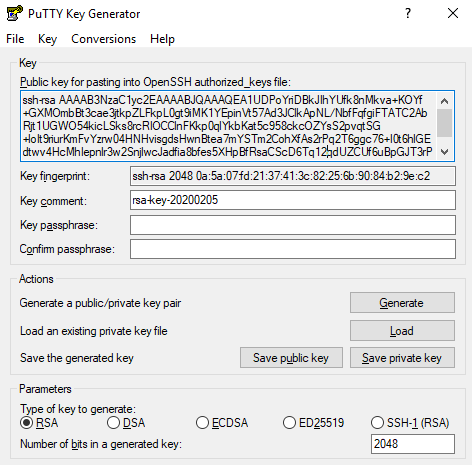 PuTTY Key Generator
File Key Conversions Help
Key
Public key for pasting into OpenSSH authorized_keys file:
ssh-rsa AAAAB3NzaC1yc2EAAAABJQAAAQEA1UDPoYriDBkJlhYUfk8nMkva+KOYf
+GXMOmbBt3cae3jtkpZLFkpL0gt9iMK1YEpinVt57Ad3JClkApNL/NbfFqfgiFTATC2Ab
Rjt1UGWO54kicLSks8rcRIOCClnFKkp0qlYkbKat5c958ckcOZYsS2pvqtSG
+lolt9riurKmFvYzrw04HNHvisgdsHwnBtea7mYSTm2CohXfAs2rPq2T6ggc76+I0t6hlGE
dtwv4HcMhlepnlr3w2SnjlwcJadfia8bfes5XHpBfRsaCScD6Tq12qdUZCUf6uBpGJT3rP
Key fingerprint: ssh-rsa 2048 0a:5a:07:fd:21:37:41:3c:82:25:6b:90:84:b2:9e:c2
Key comment: rsa-key-20200205
Key passphrase:
Confirm passphrase:
Actions
Generate a public/private key pair Generate
Load an existing private key file Load
Save the generated key Save public key Save private key
Parameters
Type of key to generate:
RSA DSA ECDSA ED25519 SSH-1 (RSA)
Number of bits in a generated key: 2048